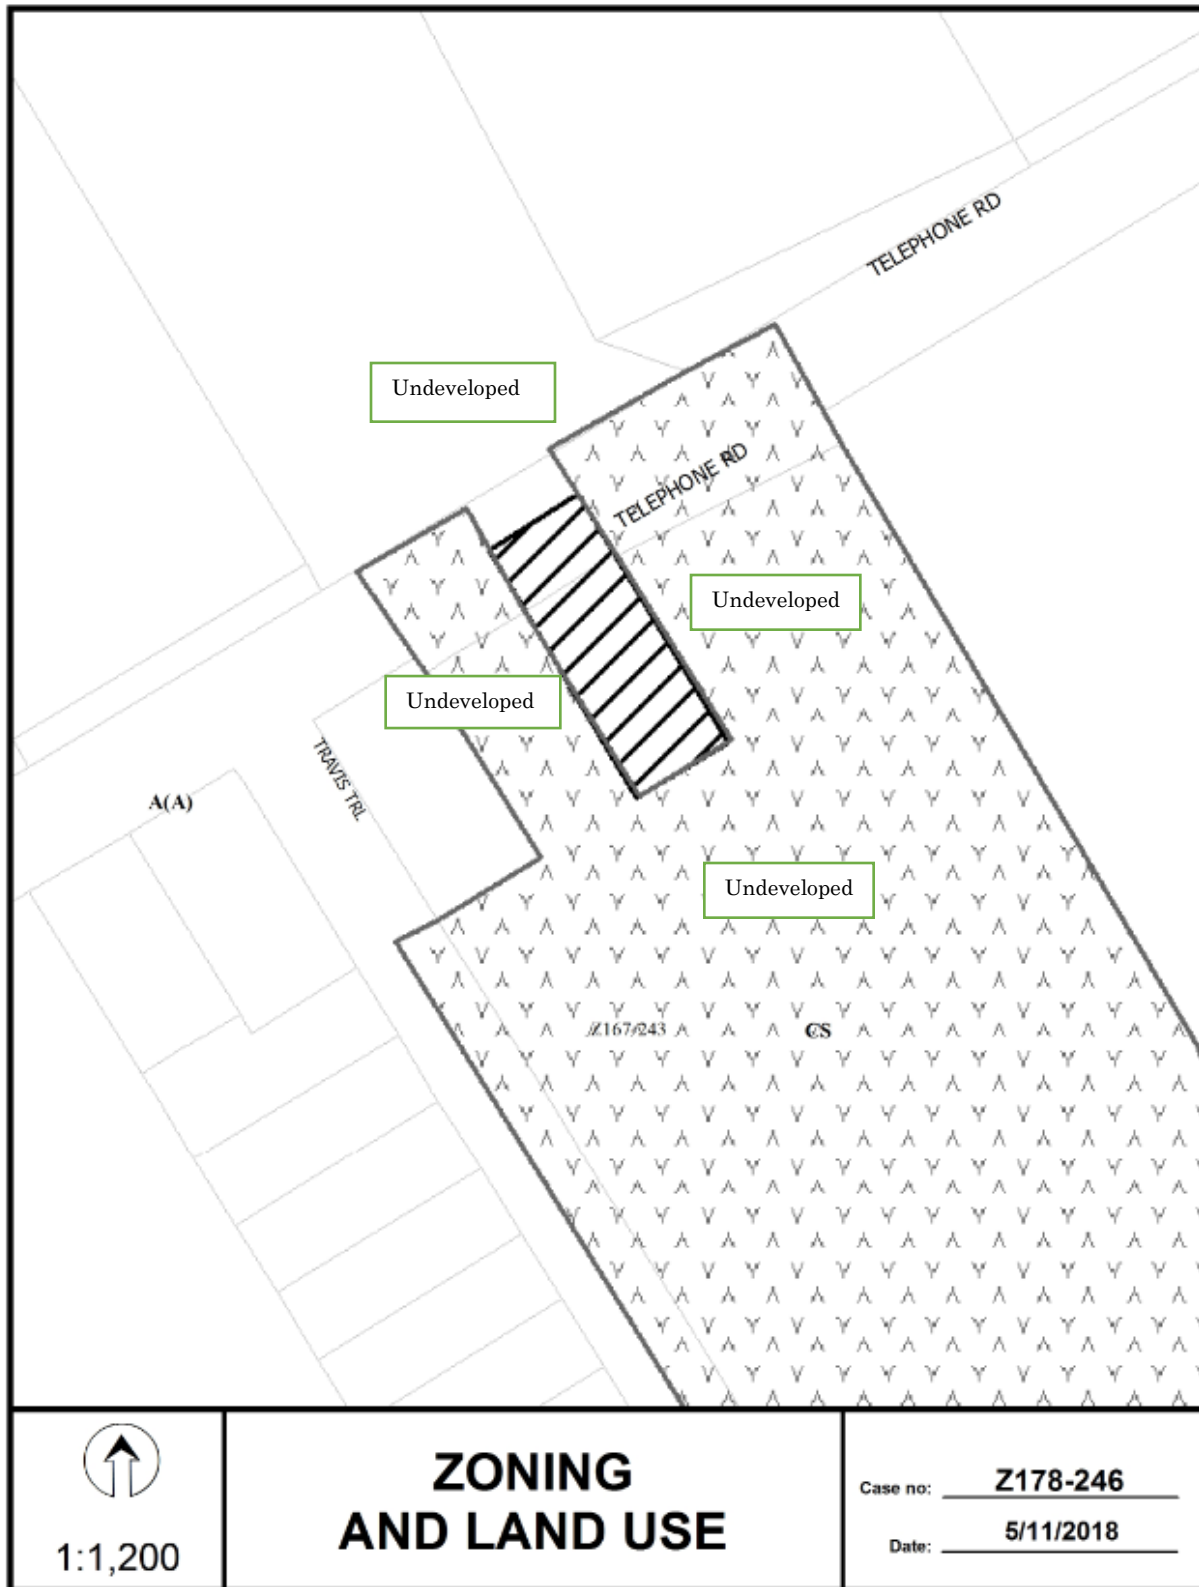 TELEPHONE RD
Undeveloped
TELEPHONE RD
Undeveloped
Undeveloped
TRAVIS TRL
A(A)
Undeveloped
Z167-243
CS
1:1,200
ZONING
AND LAND USE
Case no: Z178-246
Date: 5/11/2018